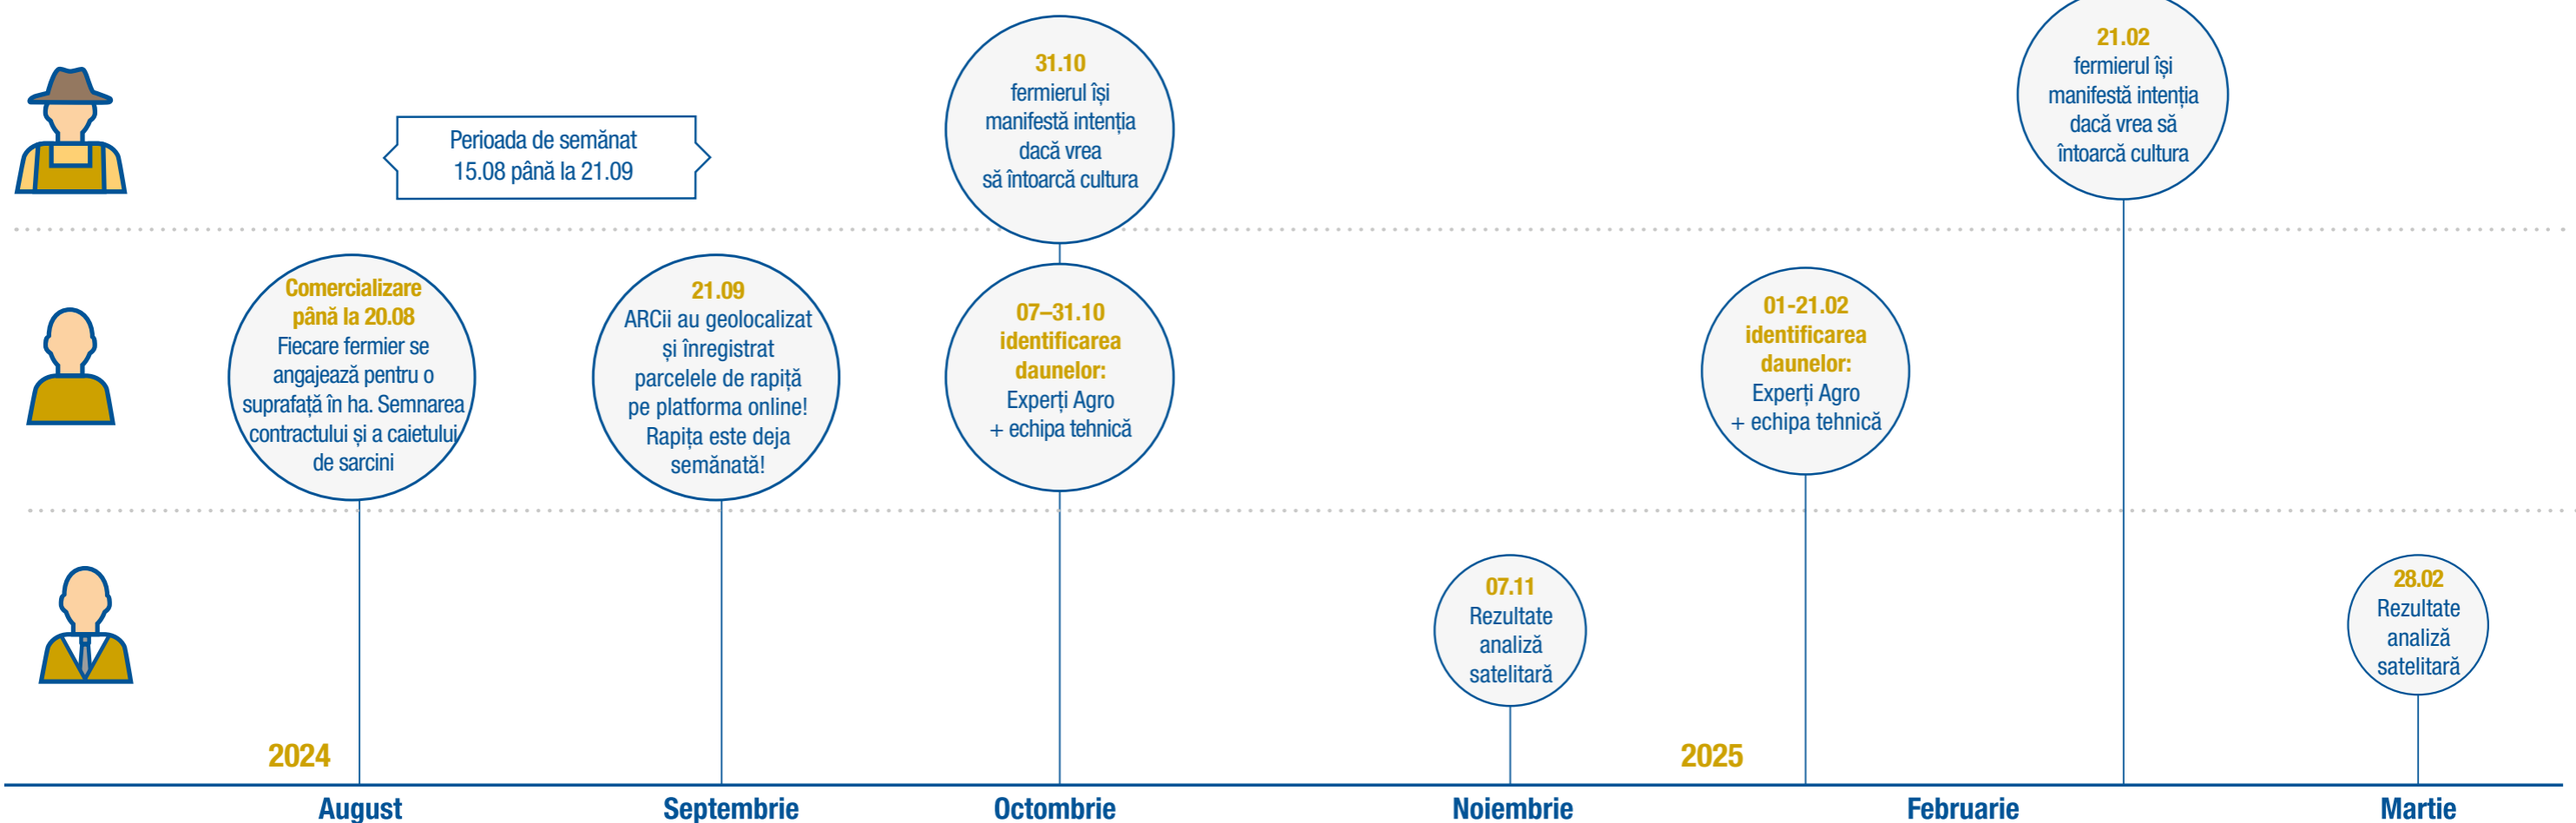 Perioada de semănat
15.08 până la 21.09
31.10
fermierul își
manifestă intenția
dacă vrea
să întoarcă cultura
21.02
fermierul își
manifestă intenția
dacă vrea să
întoarcă cultura
Comercializare
până la 20.08
Fiecare fermier se
angajează pentru o
suprafață în ha. Semnarea
contractului și a caietului
de sarcini
21.09
ARCii au geolocalizat
și înregistrat
parcelele de rapiță
pe platforma online!
Rapița este deja
semănată!
07–31.10
identificarea
daunelor:
Experți Agro
+ echipa tehnică
01-21.02
identificarea
daunelor:
Experți Agro
+ echipa tehnică
07.11
Rezultate
analiză
satelitară
28.02
Rezultate
analiză
satelitară
2024
2025
August
Septembrie
Octombrie
Noiembrie
Februarie
Martie